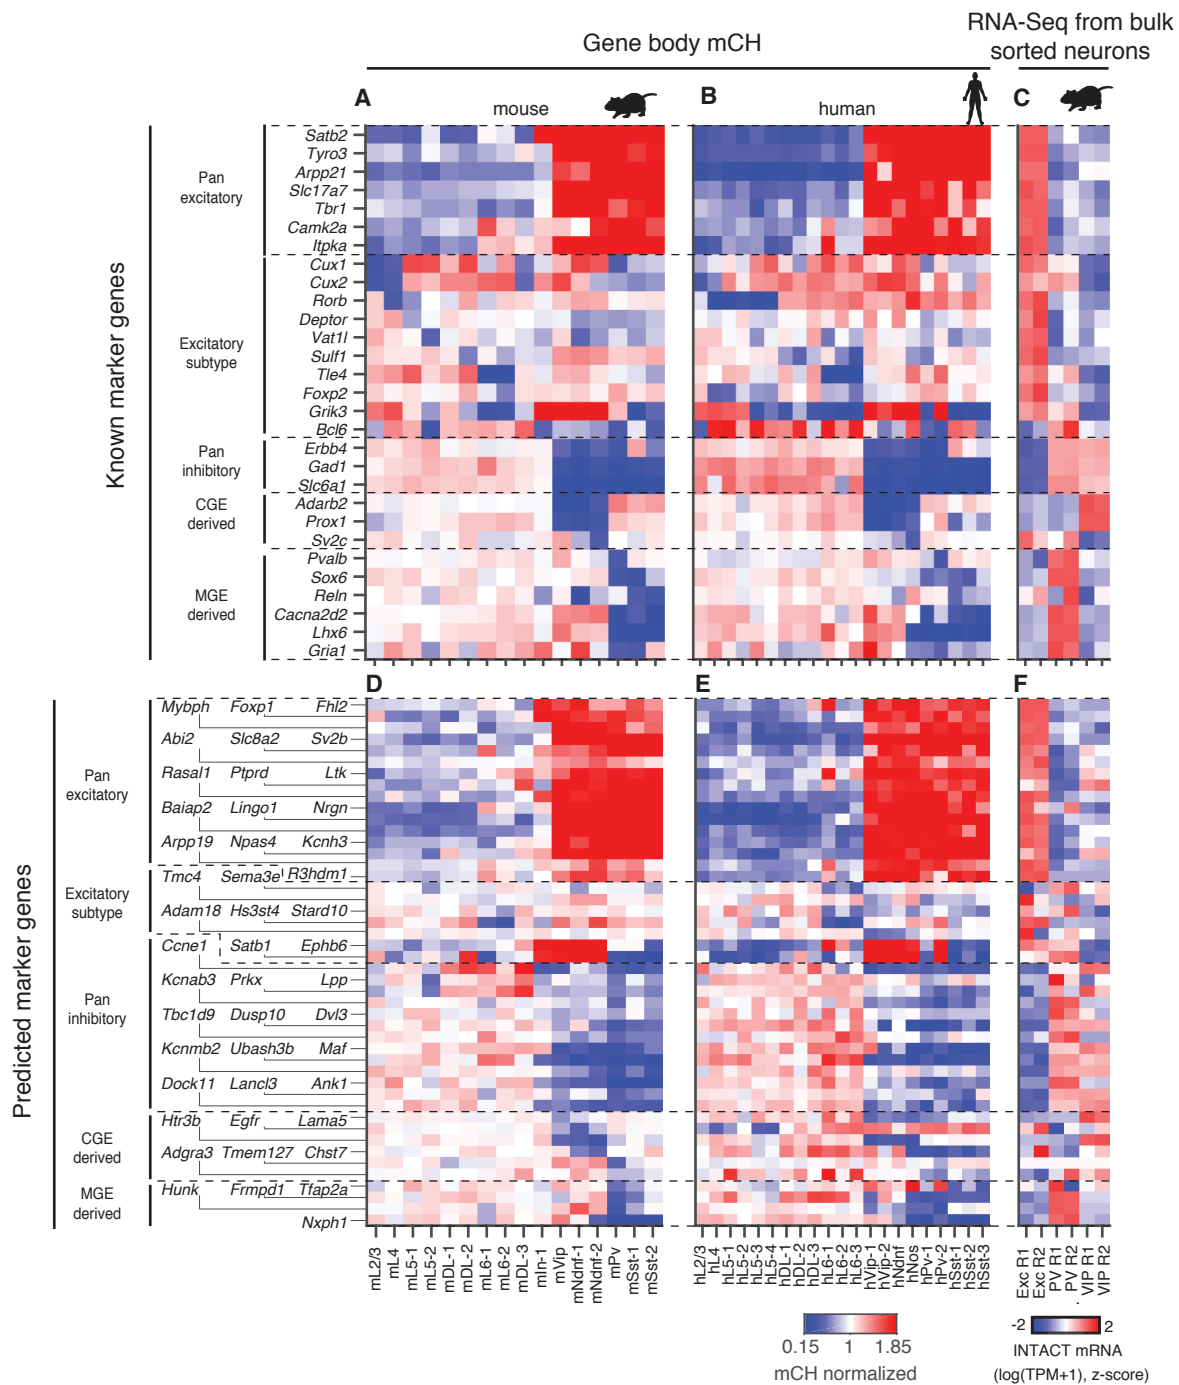 Gene body mCH
RNA-Seq from bulk
sorted neurons
A
mouse
B
human
C
Known marker genes
Pan
excitatory
Satb2
Tyro3
Arpp21
Slc17a7
Tbr1
Camk2a
Itpka
Excitatory
subtype
Cux1
Cux2
Rorb
Deptor
Vat1l
Sulf1
Tle4
Foxp2
Grik3
Bcl6
Pan
inhibitory
Erbb4
Gad1
Slc6a1
CGE
derived
Adarb2
Prox1
Sv2c
MGE
derived
Pvalb
Sox6
Reln
Cacna2d2
Lhx6
Gria1
D
E
F
Predicted marker genes
Pan
excitatory
Mybph Foxp1 Fhl2
Abi2 Slc8a2 Sv2b
Rasal1 Ptprd Ltk
Baiap2 Lingo1 Nrgn
Arpp19 Npas4 Kcnh3
Excitatory
subtype
Tmc4 Sema3e R3hdm1
Adam18 Hs3st4 Stard10
Pan
inhibitory
Ccne1 Satb1 Ephb6
Kcnab3 Prkx Lpp
Tbc1d9 Dusp10 Dvl3
Kcnmb2 Ubash3b Maf
Dock11 Lancl3 Ank1
CGE
derived
Htr3b Egfr Lama5
Adgra3 Tmem127 Chst7
MGE
derived
Hunk Frmpd1 Tfap2a
Nxph1
mL2/3
mL4
mL5-1
mL5-2
mDL-1
mDL-2
mL6-1
mL6-2
mDL-3
mIn-1
mVip
mNdnf-1
mNdnf-2
mPv
mSst-1
mSst-2
hL2/3
hL4
hL5-1
hL5-2
hL5-3
hL5-4
hDL-1
hDL-2
hDL-3
hL6-1
hL6-2
hL6-3
hVip-1
hVip-2
hNdnf
hNos
hPv-1
hPv-2
hSst-1
hSst-2
hSst-3
Exc R1
Exc R2
PV R1
PV R2
VIP R1
VIP R2
0.15 1 1.85
mCH normalized
-2 2
INTACT mRNA
(log(TPM+1), z-score)